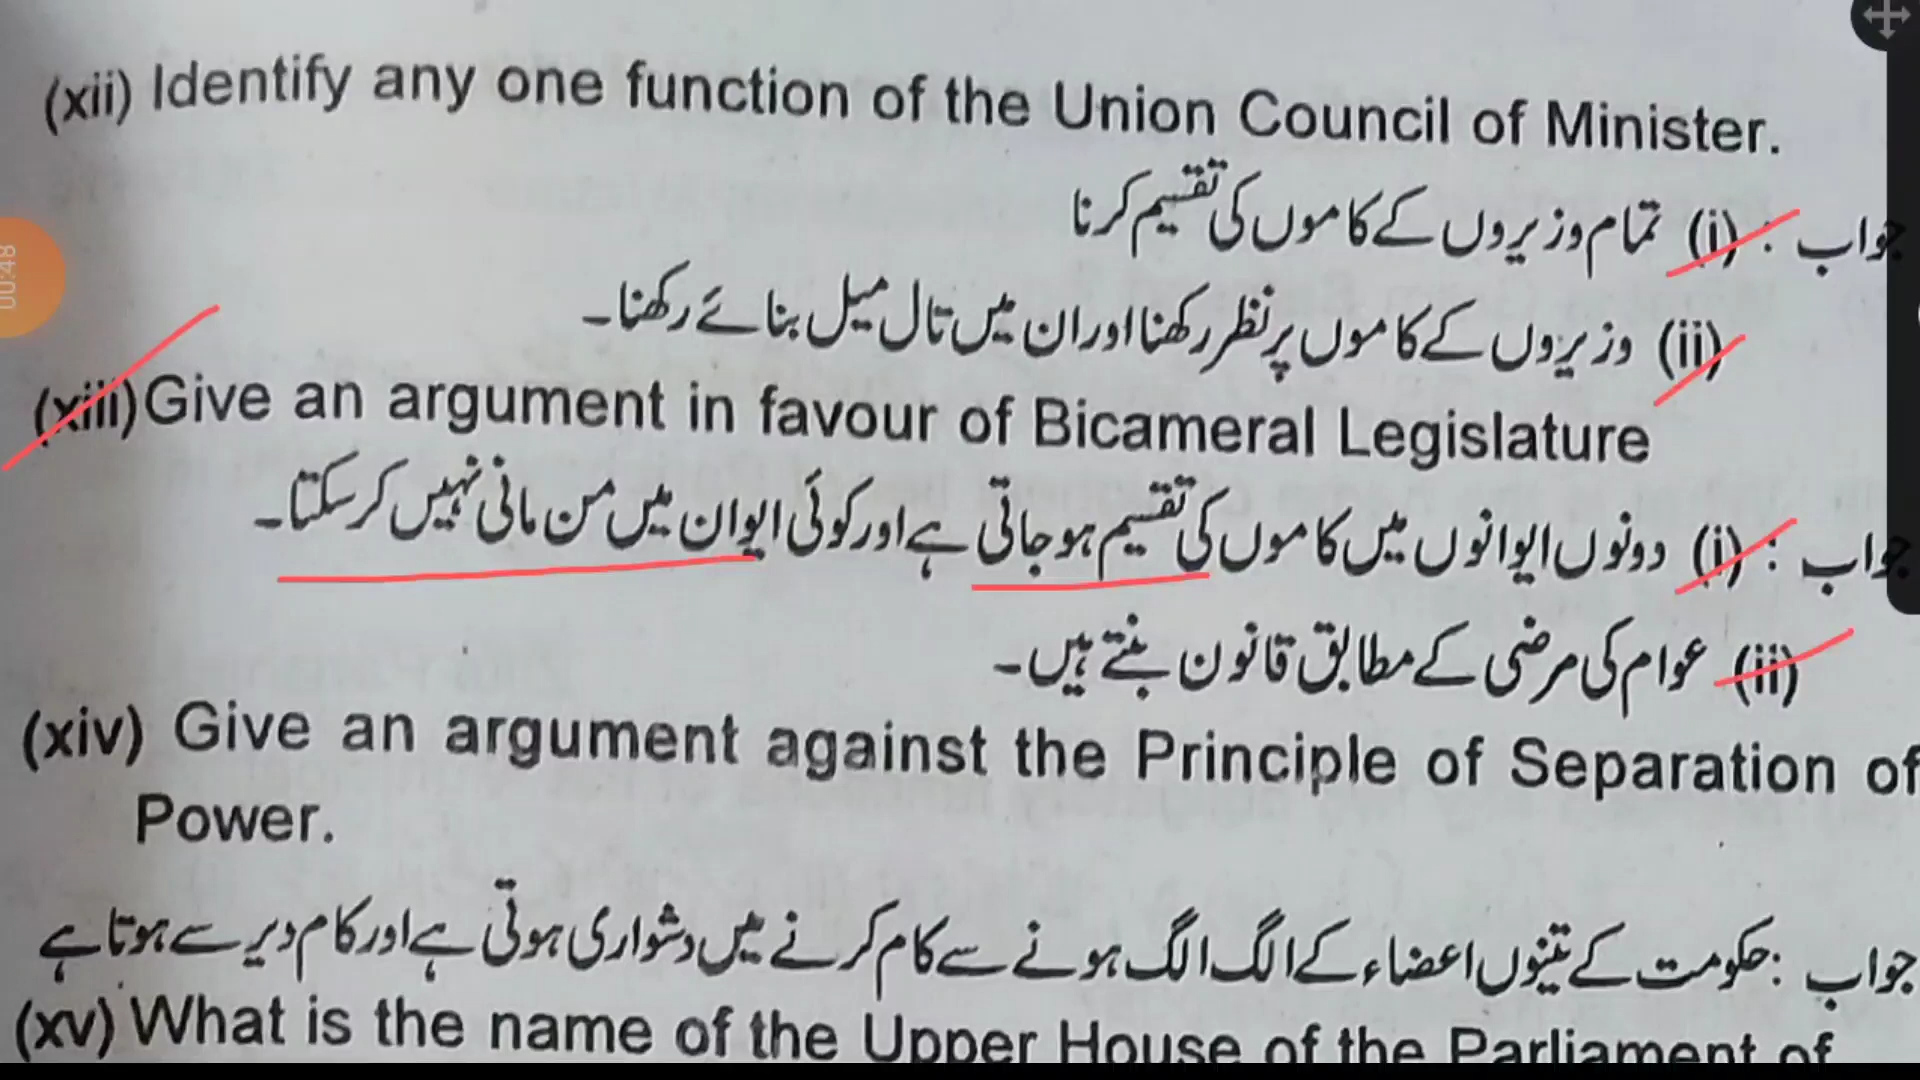 (xii) Identify any one function of the Union Council of Minister.
جواب : (i) تمام وزیروں کے کاموں کی تقسیم کرنا
(ii) وزیروں کے کاموں پر نظر رکھنا اور ان میں تال میل بنائے رکھنا۔
00:48
(xiii) Give an argument in favour of Bicameral Legislature
جواب : (i) دونوں ایوانوں میں کاموں کی تقسیم ہو جاتی ہے اور کوئی ایوان میں من مانی نہیں کر سکتا۔
(ii) عوام کی مرضی کے مطابق قانون بنتے ہیں۔
(xiv) Give an argument against the Principle of Separation of
Power.
جواب : حکومت کے تینوں اعضاء کے الگ الگ ہونے سے کام کرنے میں دشواری ہوتی ہے اور کام دیر سے ہوتا ہے
(xv) What is the name of the Upper House of the Parliament of